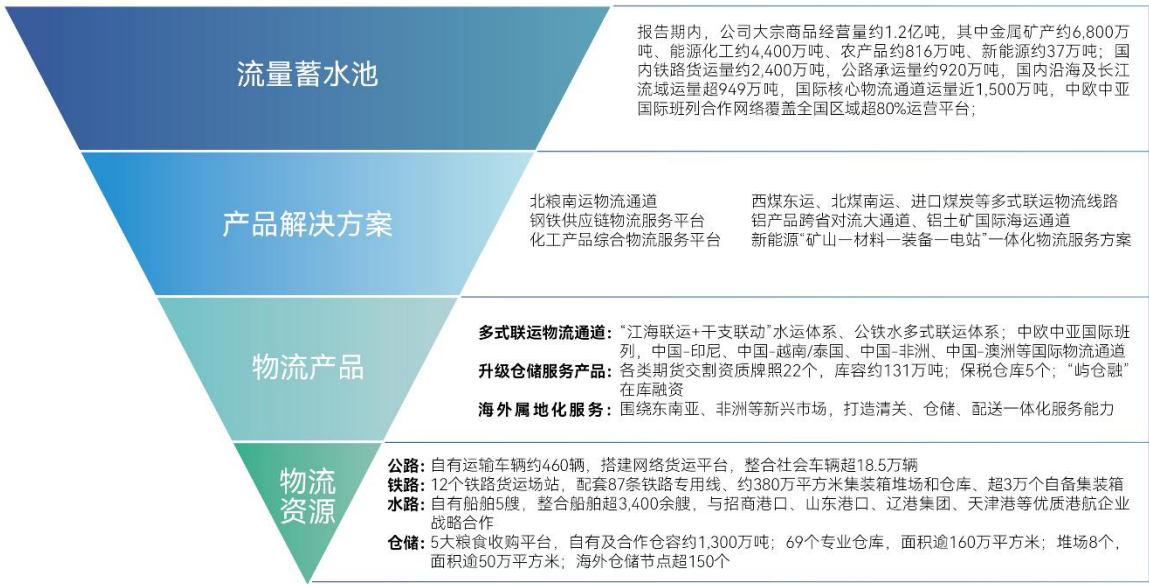 流量蓄水池
报告期内，公司大宗商品经营量约1.2亿吨，其中金属矿产约6,800万
吨、能源化工约4,400万吨、农产品约816万吨、新能源约37万吨；国
内铁路货运量约2,400万吨，公路承运量约920万吨，国内沿海及长江
流域运量超949万吨，国际核心物流通道运量近1,500万吨，中欧中亚
国际班列合作网络覆盖全国区域超80%运营平台；
产品解决方案
北粮南运物流通道
钢铁供应链物流服务平台
化工产品综合物流服务平台
西煤东运、北煤南运、进口煤炭等多式联运物流线路
铝产品跨省对流大通道、铝土矿国际海运通道
新能源“矿山—材料—装备—电站”一体化物流服务方案
物流产品
多式联运物流通道：“江海联运+干支联动”水运体系、公铁水多式联运体系；中欧中亚国际班
列，中国-印尼、中国-越南/泰国、中国-非洲、中国-澳洲等国际物流通道
升级仓储服务产品：各类期货交割资质牌照22个，库容约131万吨；保税仓库5个；“屿仓融”
在库融资
海外属地化服务：围绕东南亚、非洲等新兴市场，打造清关、仓储、配送一体化服务能力
物流
资源
公路：自有运输车辆约460辆，搭建网络货运平台，整合社会车辆超18.5万辆
铁路：12个铁路货运场站，配套87条铁路专用线、约380万平方米集装箱堆场和仓库、超3万个自备集装箱
水路：自有船舶5艘，整合船舶超3,400余艘，与招商港口、山东港口、辽港集团、天津港等优质港航企业
战略合作
仓储：5大粮食收购平台，自有及合作仓容约1,300万吨；69个专业仓库，面积逾160万平方米；堆场8个，
面积逾50万平方米；海外仓储节点超150个